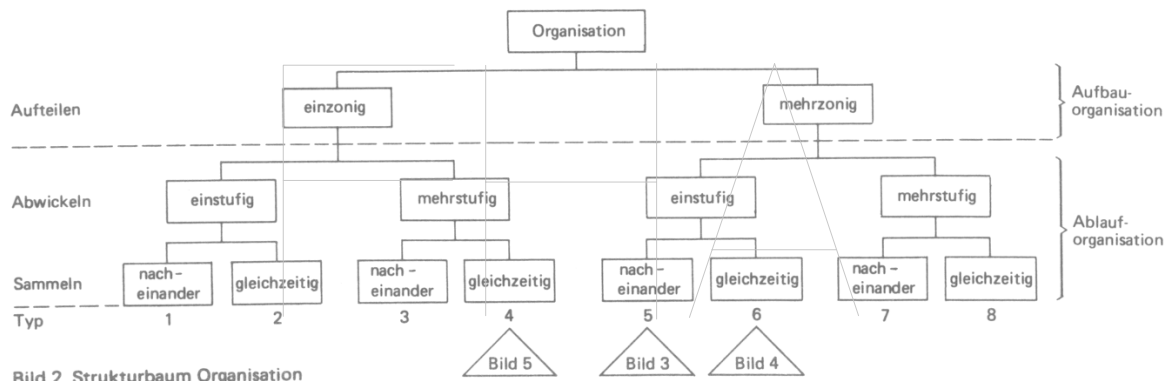 Organisation
Aufteilen
einzonig
mehrzonig
Aufbau-
organisation
Abwickeln
einstufig
mehrstufig
einstufig
mehrstufig
Ablauf-
organisation
Sammeln
nach-
einander
gleichzeitig
nach-
einander
gleichzeitig
nach-
einander
gleichzeitig
nach-
einander
gleichzeitig
Typ 1 2 3 4 5 6 7 8
Bild 5 Bild 3 Bild 4
Bild 2 Strukturbaum Organisation